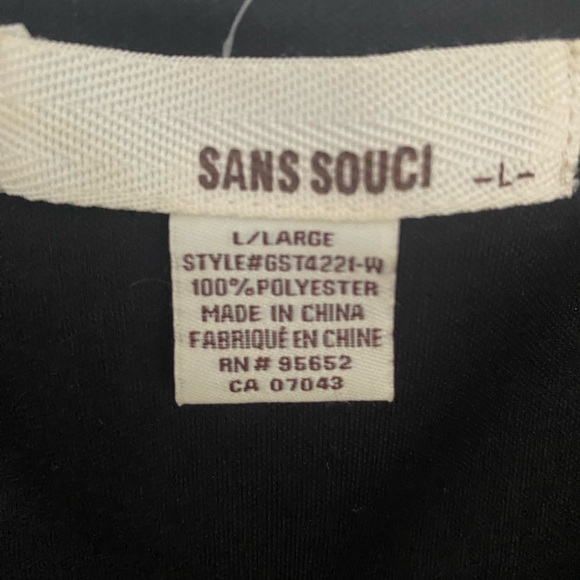 SANS SOUCI -L-
L/LARGE
STYLE#GST4221-W
100%POLYESTER
MADE IN CHINA
FABRIQUÉ EN CHINE
RN# 95652
CA 07043